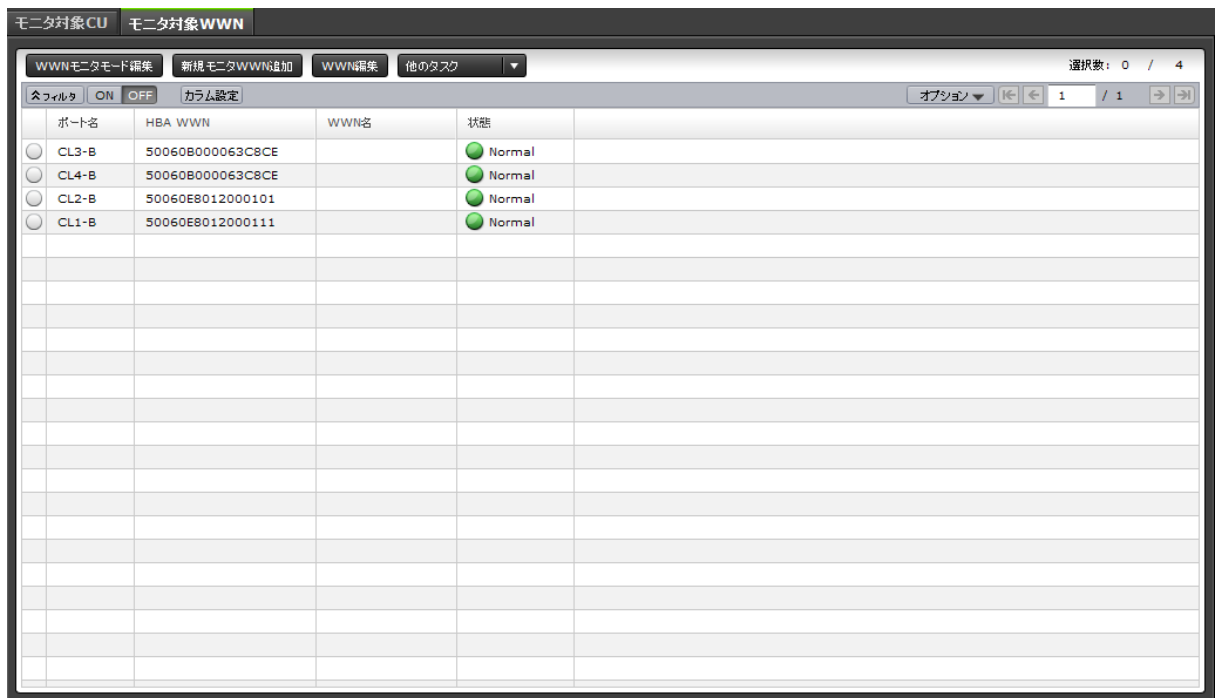 モニタ対象CU モニタ対象WWN
WWNモニタモード編集 新規モニタWWN追加 WWN編集 他のタスク 選択数: 0 / 4
フィルタ ON OFF カラム設定 オプション 1 / 1
ポート名 HBA WWN WWN名 状態
CL3-B 50060B000063C8CE Normal
CL4-B 50060B000063C8CE Normal
CL2-B 50060E8012000101 Normal
CL1-B 50060E8012000111 Normal